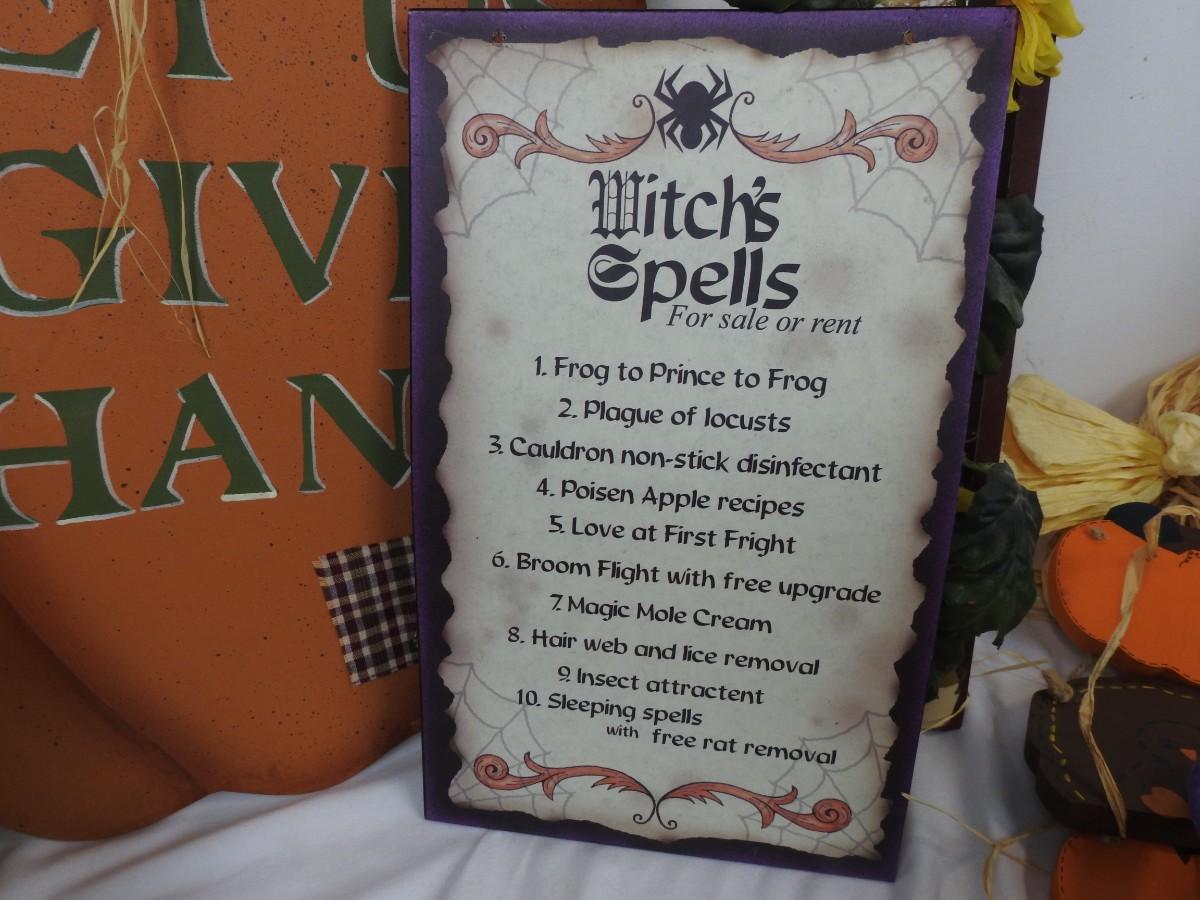 GIV
HAN
Witch's
Spells
For sale or rent
1. Frog to Prince to Frog
2. Plague of locusts
3. Cauldron non-stick disinfectant
4. Poisen Apple recipes
5. Love at First Fright
6. Broom Flight with free upgrade
7. Magic Mole Cream
8. Hair web and lice removal
9. Insect attractent
10. Sleeping spells
with free rat removal